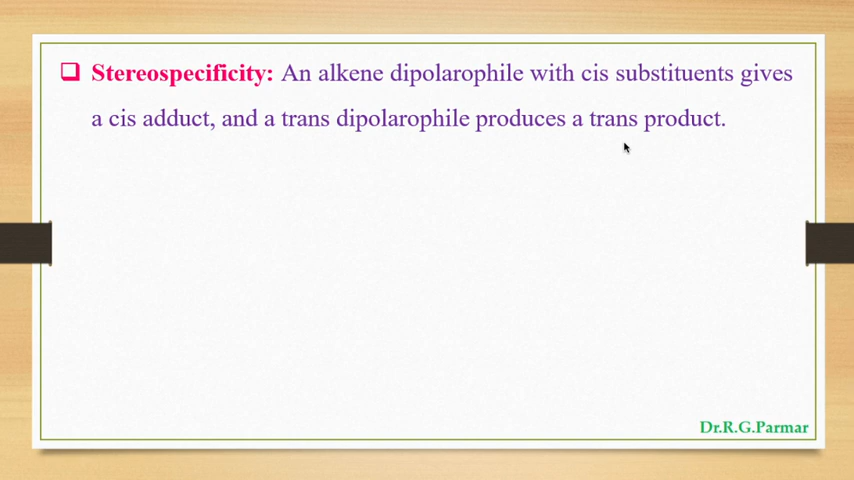 Stereospecificity: An alkene dipolarophile with cis substituents gives
a cis adduct, and a trans dipolarophile produces a trans product.
Dr.R.G.Parmar